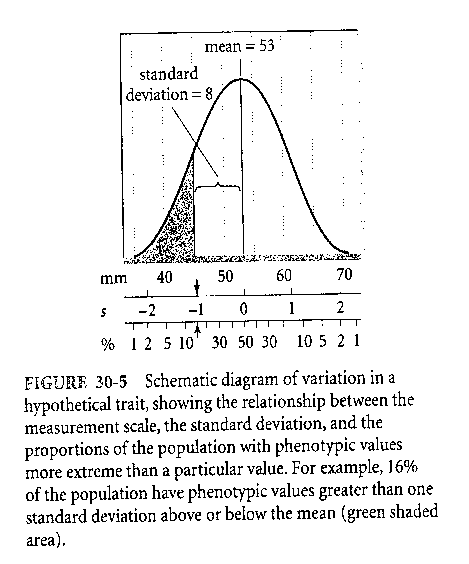 mean = 53
standard
deviation = 8
mm 40 50 60 70
s -2 -1 0 1 2
% 1 2 5 10 30 50 30 10 5 2 1
FIGURE 30-5 Schematic diagram of variation in a
hypothetical trait, showing the relationship between the
measurement scale, the standard deviation, and the
proportions of the population with phenotypic values
more extreme than a particular value. For example, 16%
of the population have phenotypic values greater than one
standard deviation above or below the mean (green shaded
area).